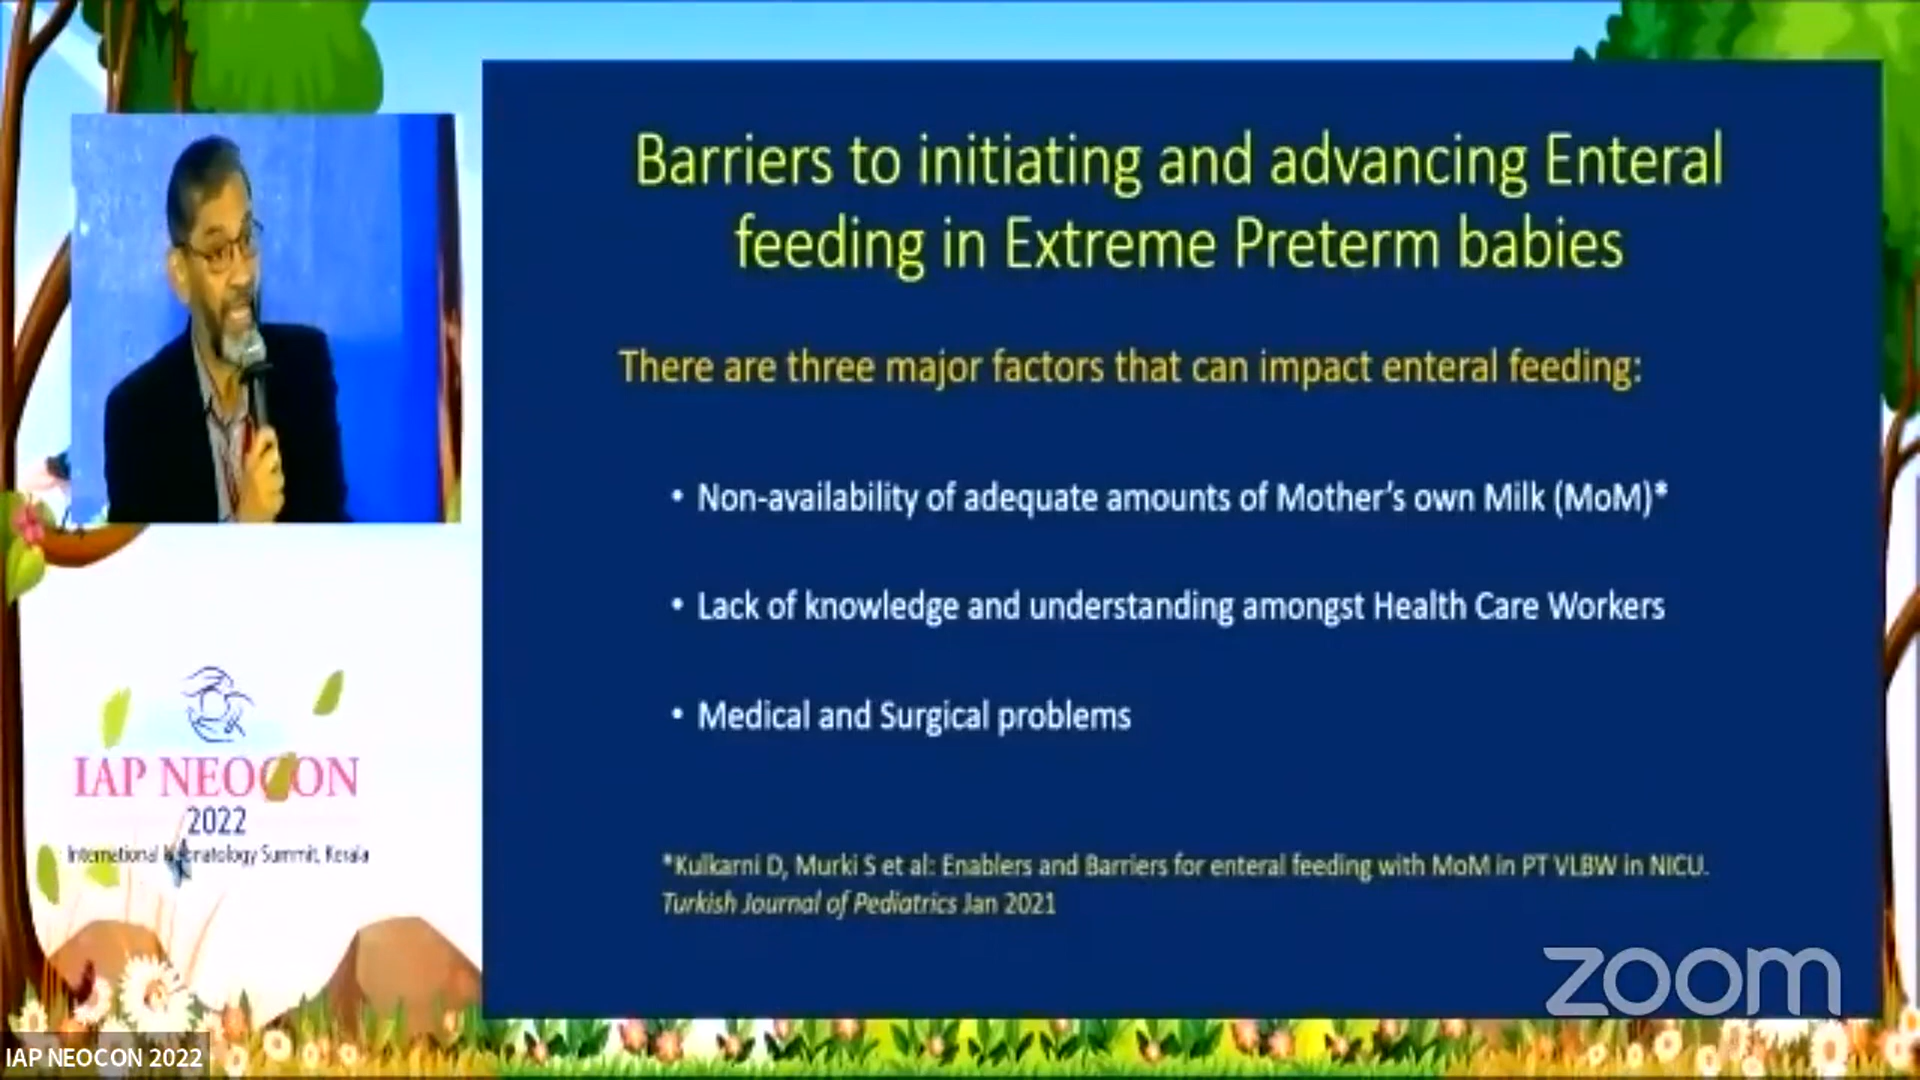 Barriers to initiating and advancing Enteral
feeding in Extreme Preterm babies
There are three major factors that can impact enteral feeding:
• Non-availability of adequate amounts of Mother's own Milk (MoM)*
• Lack of knowledge and understanding amongst Health Care Workers
• Medical and Surgical problems
*Kulkarni D, Murki S et al: Enablers and Barriers for enteral feeding with MoM in PT VLBW in NICU.
Turkish Journal of Pediatrics Jan 2021
IAP NEOCON
2022
International Neonatology Summit, Kerala
zoom
IAP NEOCON 2022